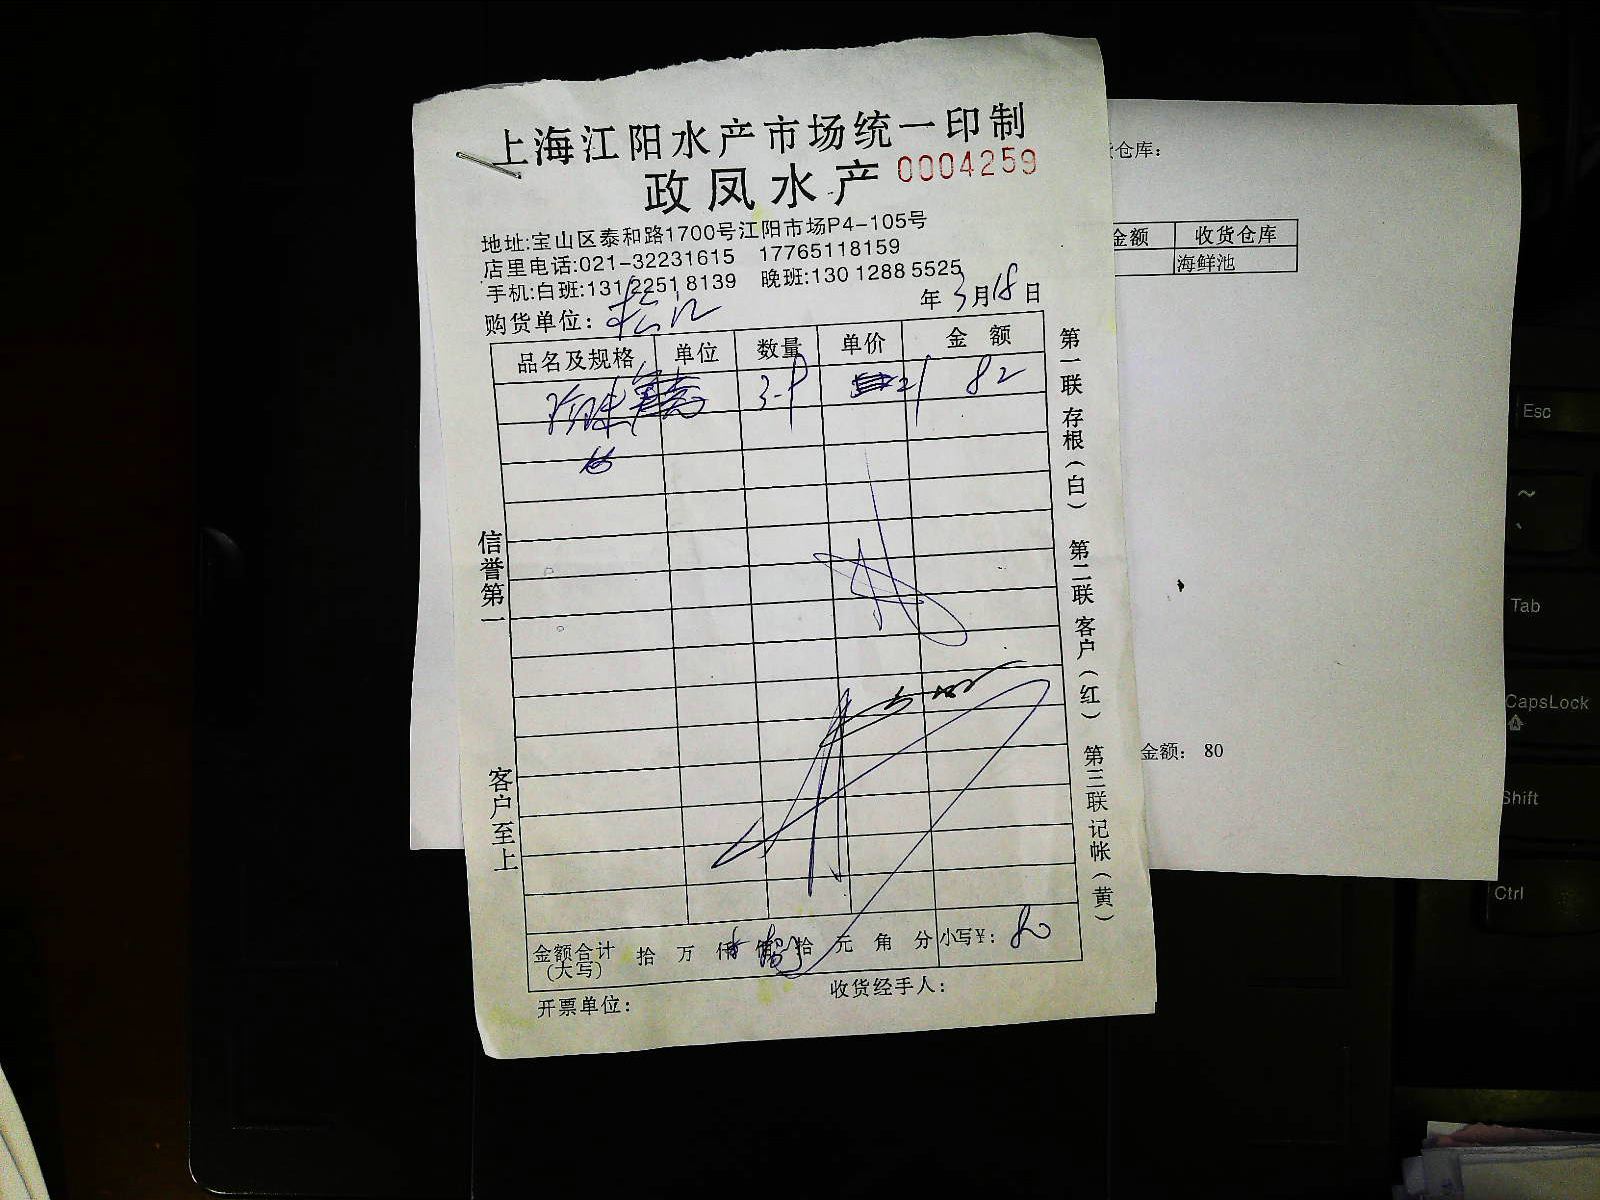 上海江阳水产市场统一印制
政凤水产 0004259
地址:宝山区泰和路1700号江阳市场P4-105号
店里电话:021-32231615 17765118159
手机:白班:131 2251 8139 晚班:130 1288 5525
购货单位: 松江 年3月18日
品名及规格 单位 数量 单价 金额
21 82
信誉第一
客户至上
第一联存根(白) 第二联客户(红) 第三联记帐(黄)
金额合计(大写) 拾 万 仟 佰 拾 元 角 分 小写¥: 80
开票单位: 收货经手人:
仓库:
金额 收货仓库
海鲜池
金额: 80
Esc
~
Tab
CapsLock
Shift
Ctrl